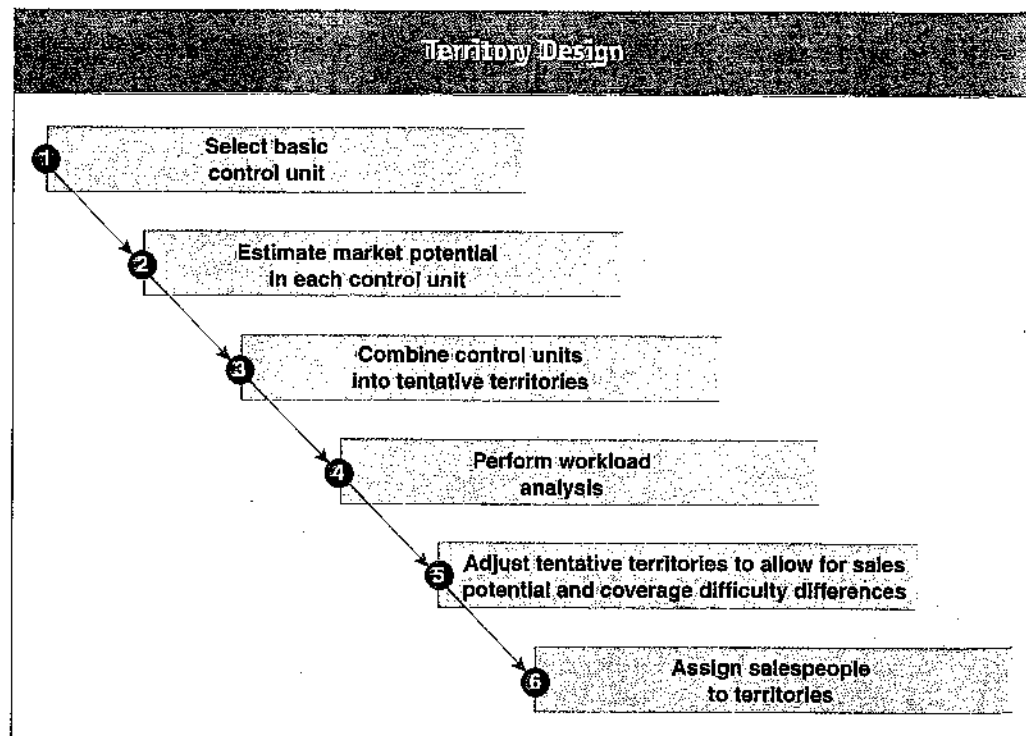 Territory Design
1
Select basic
control unit
2
Estimate market potential
in each control unit
3
Combine control units
into tentative territories
4
Perform workload
analysis
5
Adjust tentative territories to allow for sales
potential and coverage difficulty differences
6
Assign salespeople
to territories